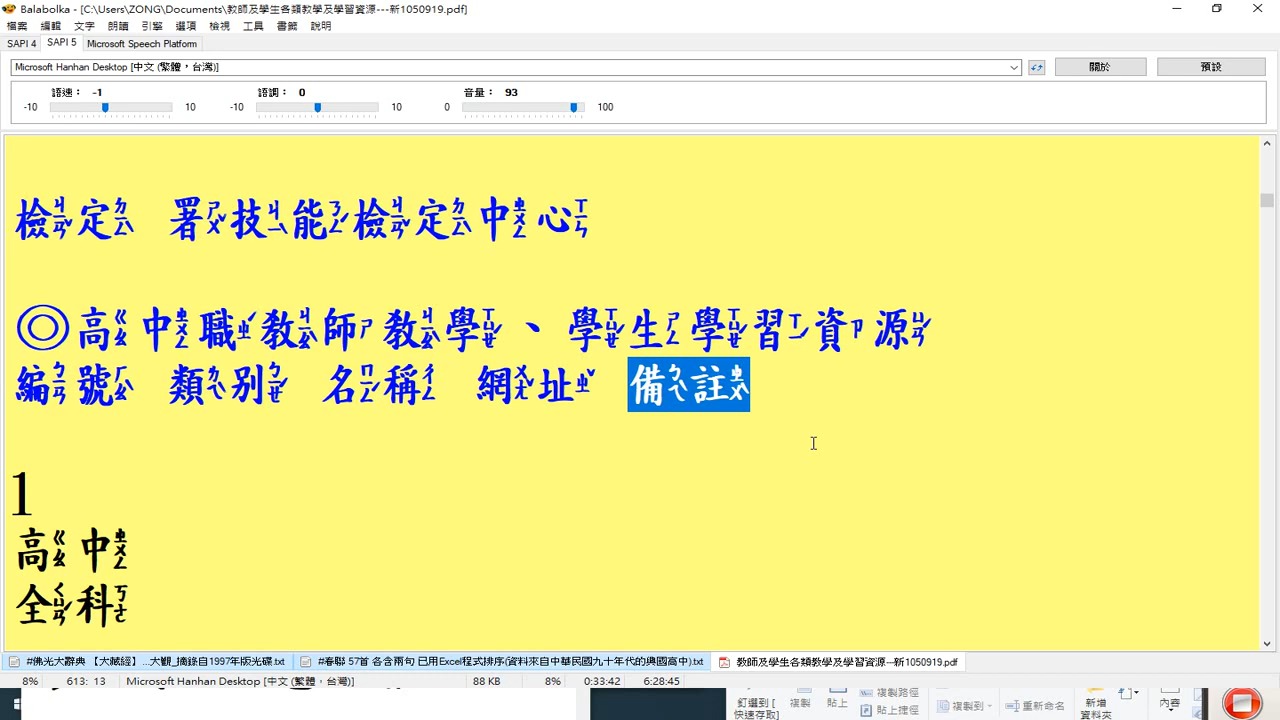 Balabolka - [C:\Users\ZONG\Documents\教師及學生各類教學及學習資源---新1050919.pdf]
檔案 編輯 文字 朗讀 引擎 選項 檢視 工具 書籤 說明
SAPI 4 SAPI 5 Microsoft Speech Platform
Microsoft Hanhan Desktop [中文 (繁體，台灣)] 關於 預設
語速： -1 語調： 0 音量： 93
-10 10 -10 10 0 100
檢定 署技能檢定中心
◎高中職教師教學、學生學習資源
編號 類別 名稱 網址 備註
1
高中
全科
#佛光大辭典 【大藏經】...大觀_摘錄自1997年版光碟.txt #春聯 57首 各含兩句 已用Excel程式排序(資料來自中華民國九十年代的興國高中).txt 教師及學生各類教學及學習資源---新1050919.pdf
8% 613: 13 Microsoft Hanhan Desktop [中文 (繁體，台灣)] 88 KB 8% 0:33:42 6:28:45
釘選到 [ 複製 貼上 複製路徑 新增 內容
快速存取] 貼上捷徑 複製到 重新命名 資料夾